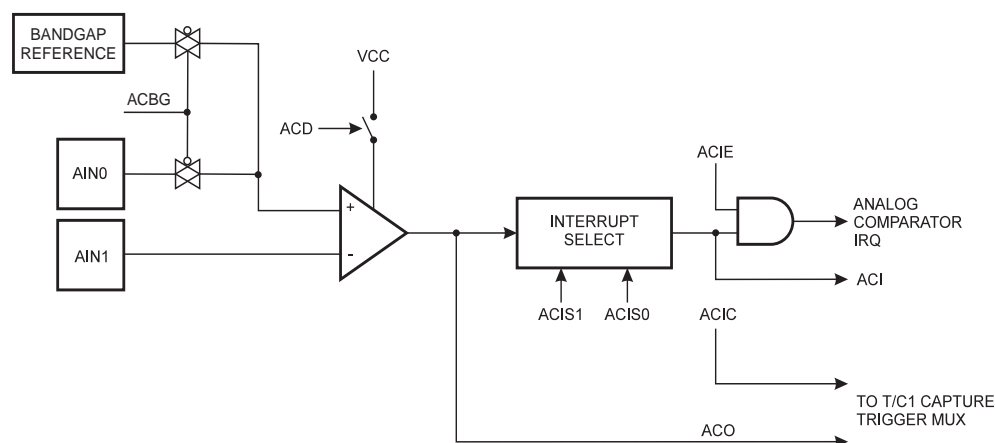 BANDGAP
REFERENCE
VCC
ACBG
ACD
ACIE
AIN0
+
INTERRUPT
SELECT
ANALOG
COMPARATOR
IRQ
AIN1
-
ACI
ACIS1 ACIS0 ACIC
TO T/C1 CAPTURE
TRIGGER MUX
ACO